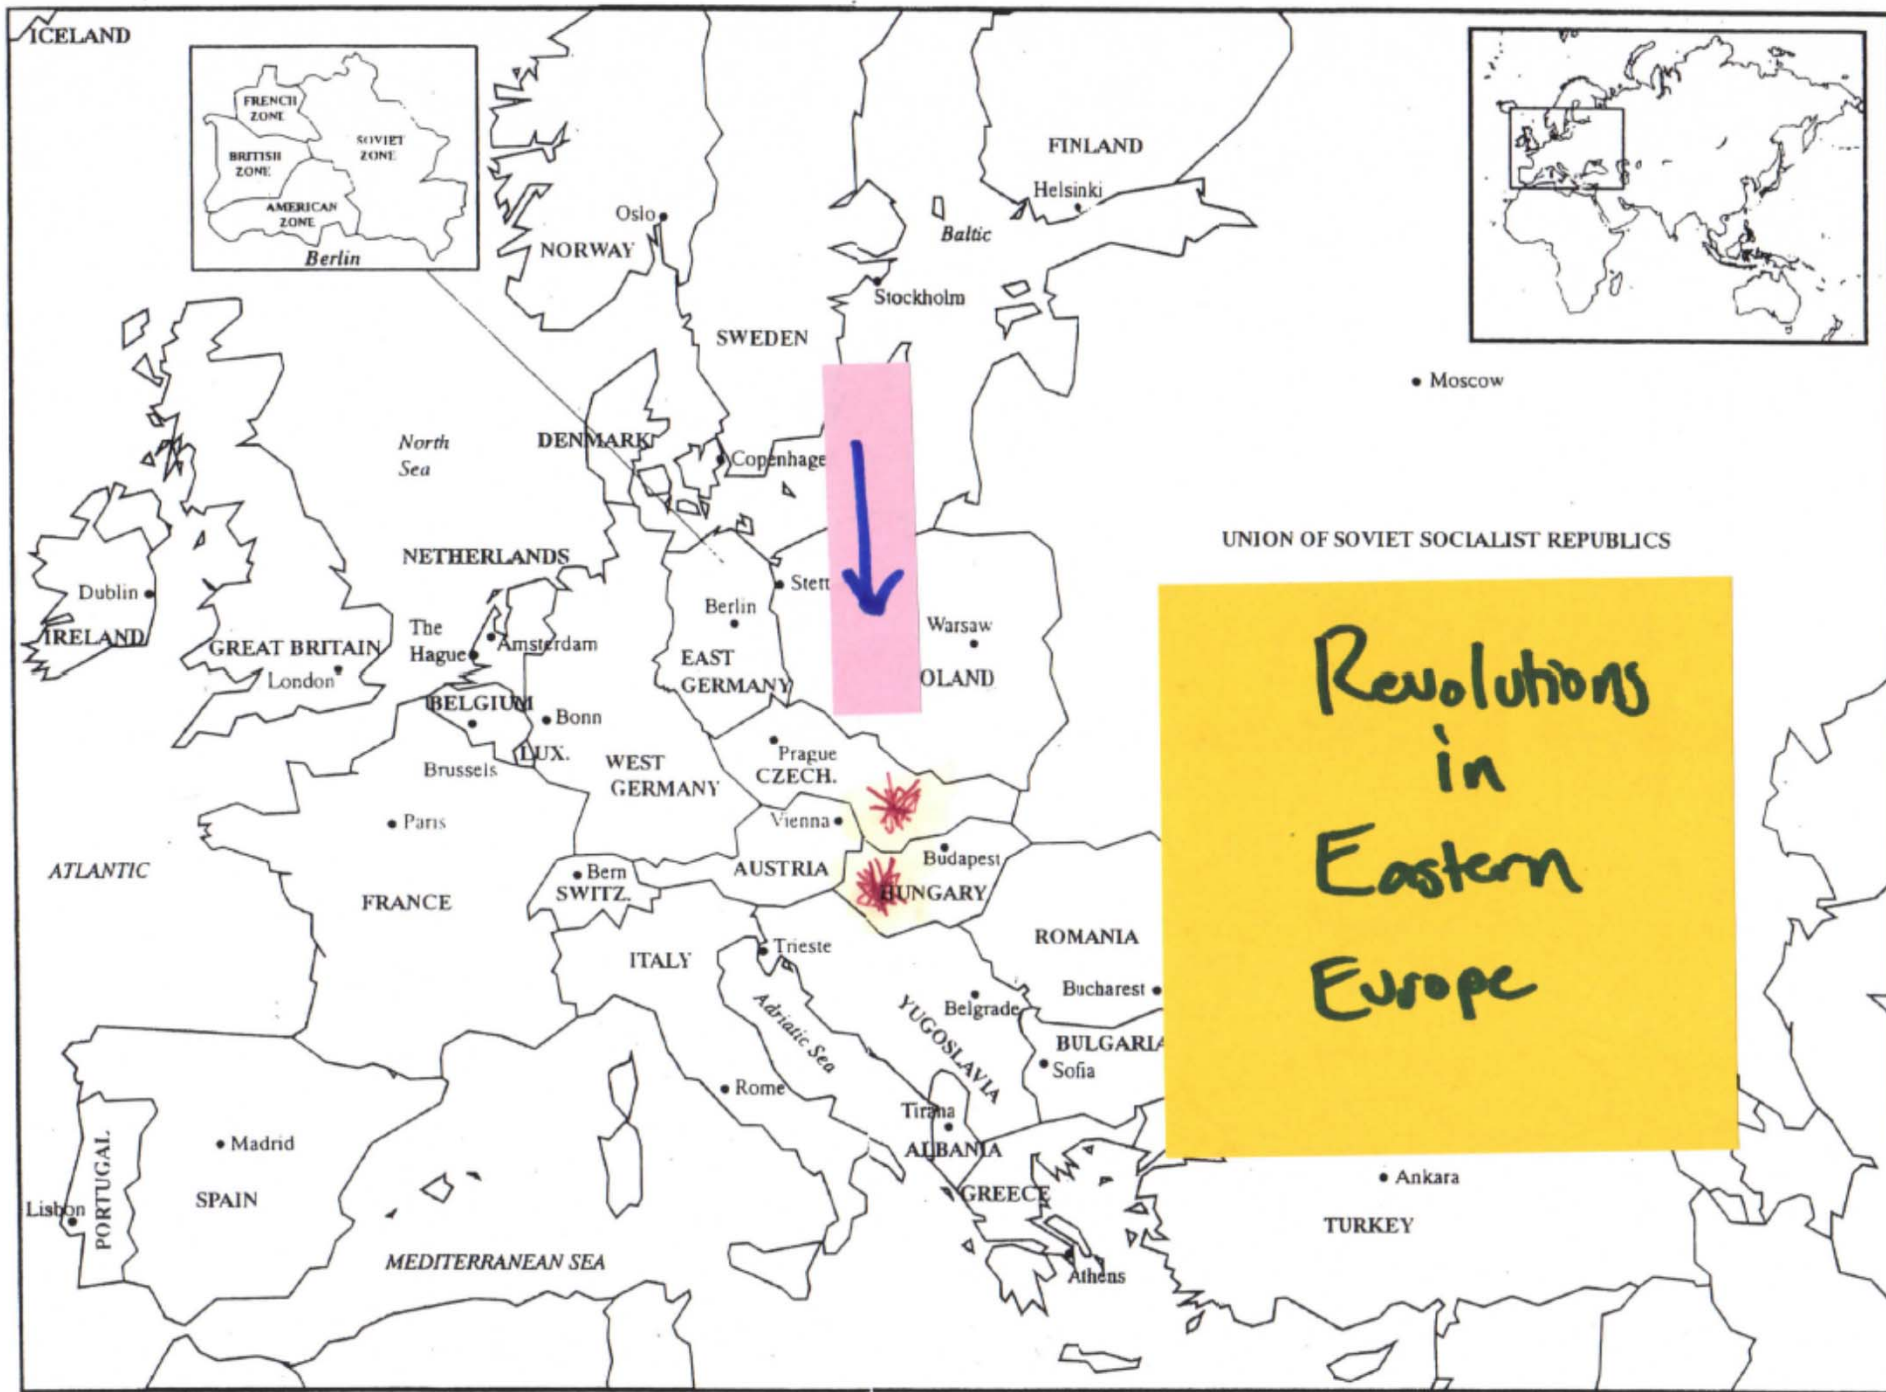 ICELAND
FRENCH
ZONE
BRITISH
ZONE
SOVIET
ZONE
AMERICAN
ZONE
Berlin
FINLAND
Helsinki
Oslo
NORWAY
Baltic
Stockholm
SWEDEN
Moscow
North
Sea
DENMARK
Copenhage
UNION OF SOVIET SOCIALIST REPUBLICS
NETHERLANDS
Dublin
IRELAND
GREAT BRITAIN
London
The
Hague
Amsterdam
Berlin
Stett
Warsaw
EAST
GERMANY
OLAND
BELGIUM
Bonn
LUX.
Brussels
WEST
GERMANY
Prague
CZECH.
Paris
Vienna
ATLANTIC
Bern
SWITZ.
AUSTRIA
Budapest
HUNGARY
FRANCE
ITALY
Trieste
ROMANIA
Bucharest
Belgrade
YUGOSLAVIA
Adriatic Sea
BULGARIA
Sofia
Rome
Tirana
ALBANIA
Madrid
PORTUGAL
SPAIN
Lisbon
GREECE
Athens
Ankara
TURKEY
MEDITERRANEAN SEA
Revolutions
in
Eastern
Europe